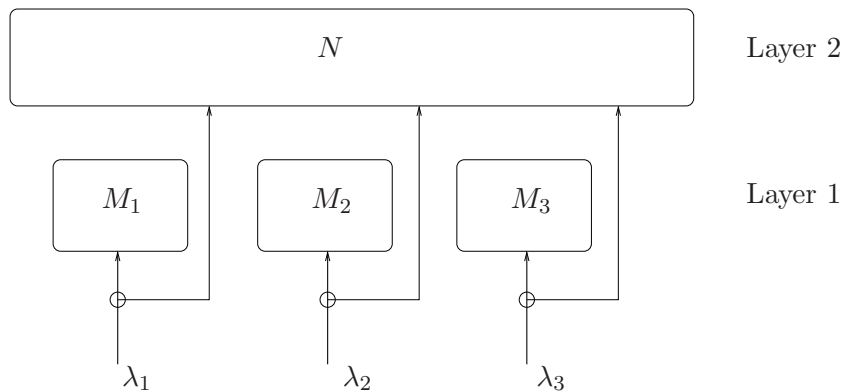 N Layer 2
M₁ M₂ M₃ Layer 1
λ₁ λ₂ λ₃